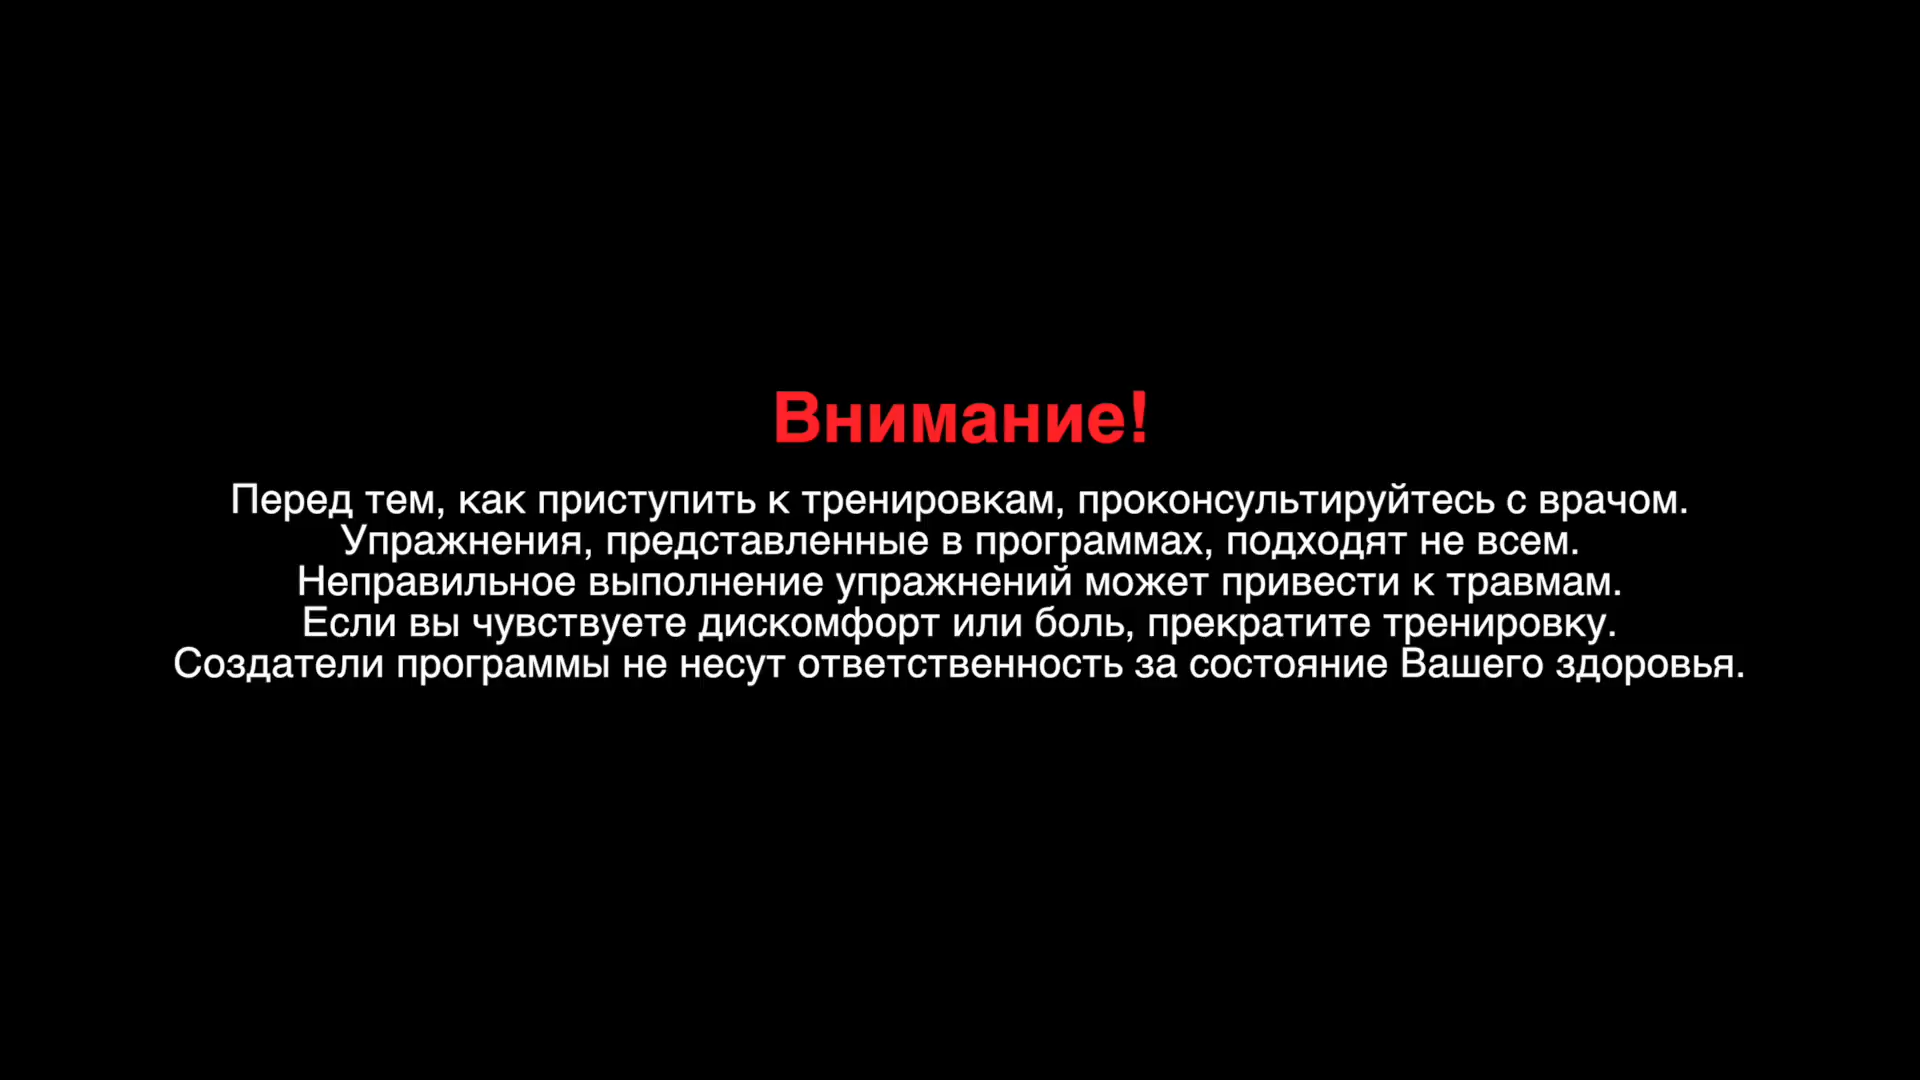 Внимание!
Перед тем, как приступить к тренировкам, проконсультируйтесь с врачом.
Упражнения, представленные в программах, подходят не всем.
Неправильное выполнение упражнений может привести к травмам.
Если вы чувствуете дискомфорт или боль, прекратите тренировку.
Создатели программы не несут ответственность за состояние Вашего здоровья.